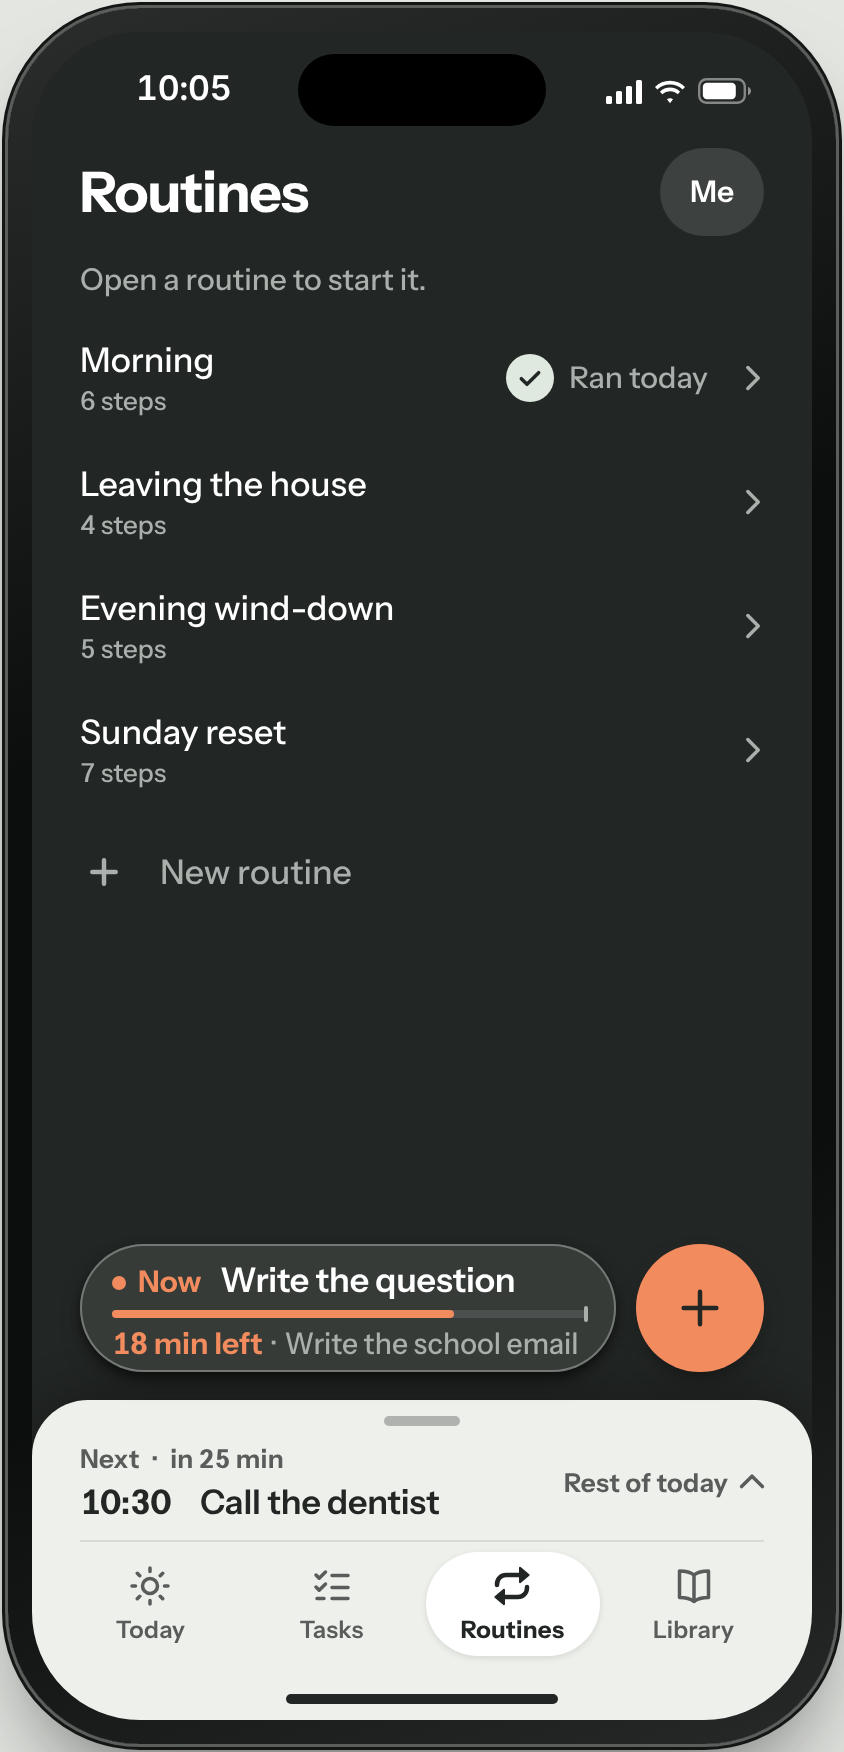 10:05
Routines
Me
Open a routine to start it.
Morning
6 steps
Ran today
Leaving the house
4 steps
Evening wind-down
5 steps
Sunday reset
7 steps
New routine
Now Write the question
18 min left · Write the school email
Next · in 25 min
10:30 Call the dentist
Rest of today
Today
Tasks
Routines
Library